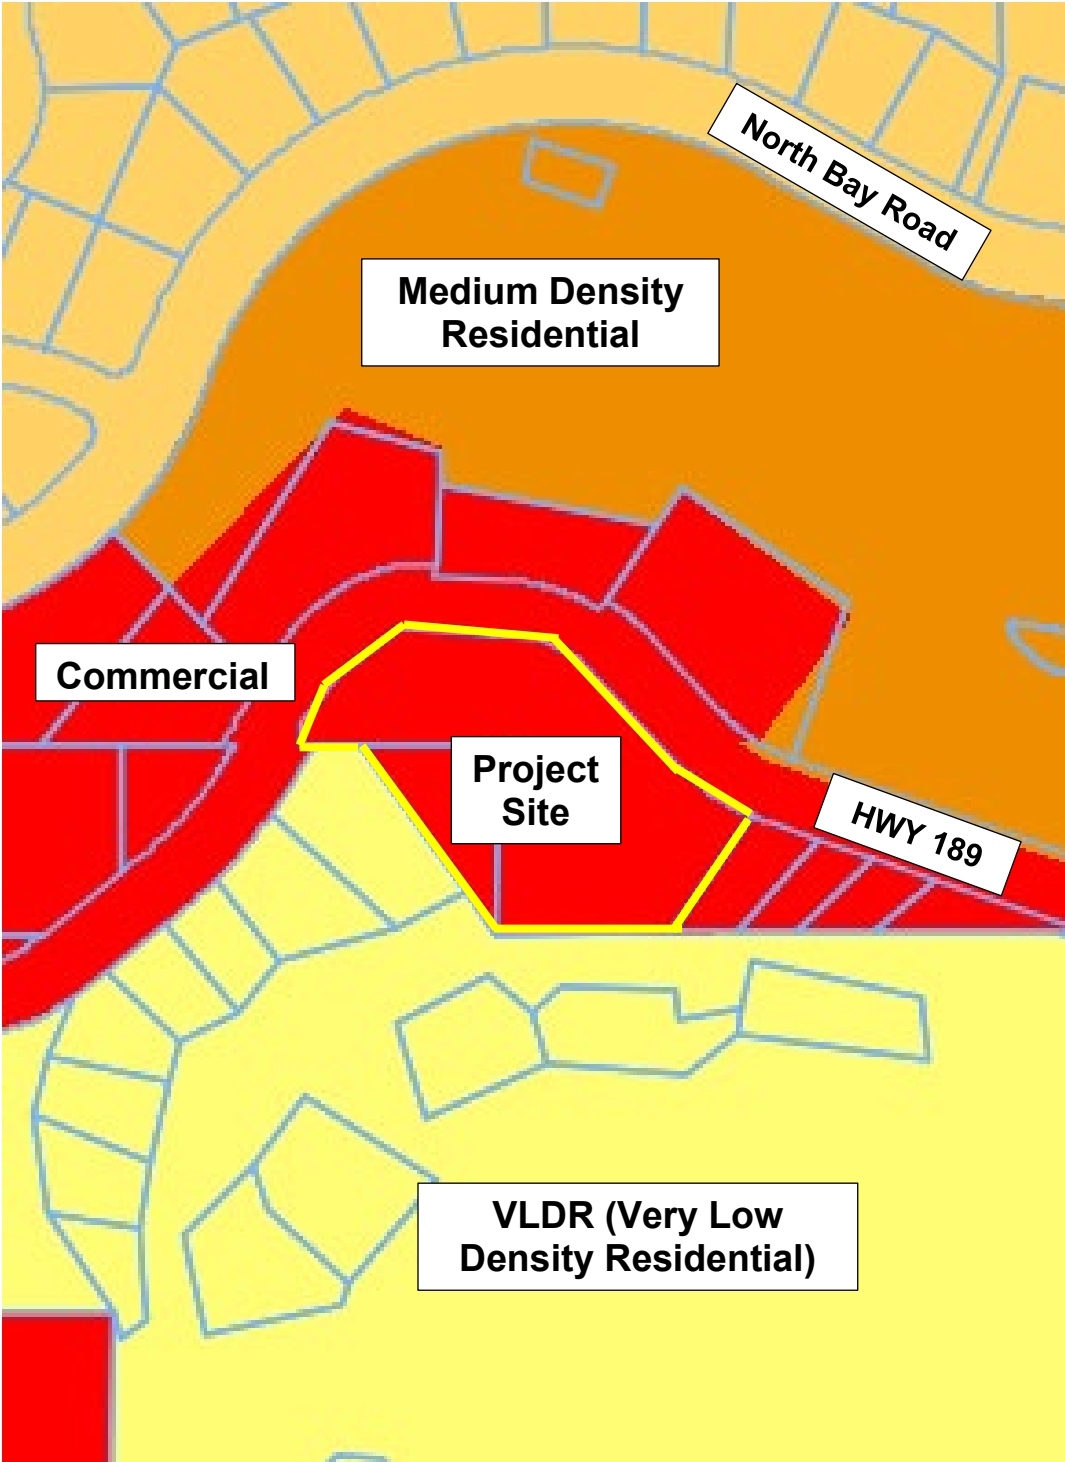 North Bay Road
Medium Density
Residential
Commercial
Project
Site
HWY 189
VLDR (Very Low
Density Residential)